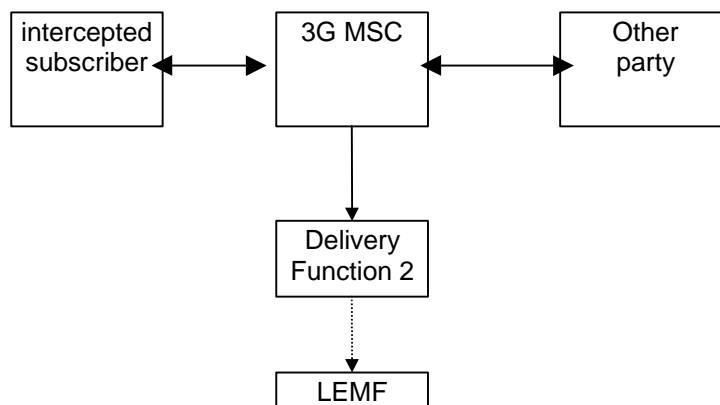 intercepted
subscriber
3G MSC
Other
party
Delivery
Function 2
LEMF